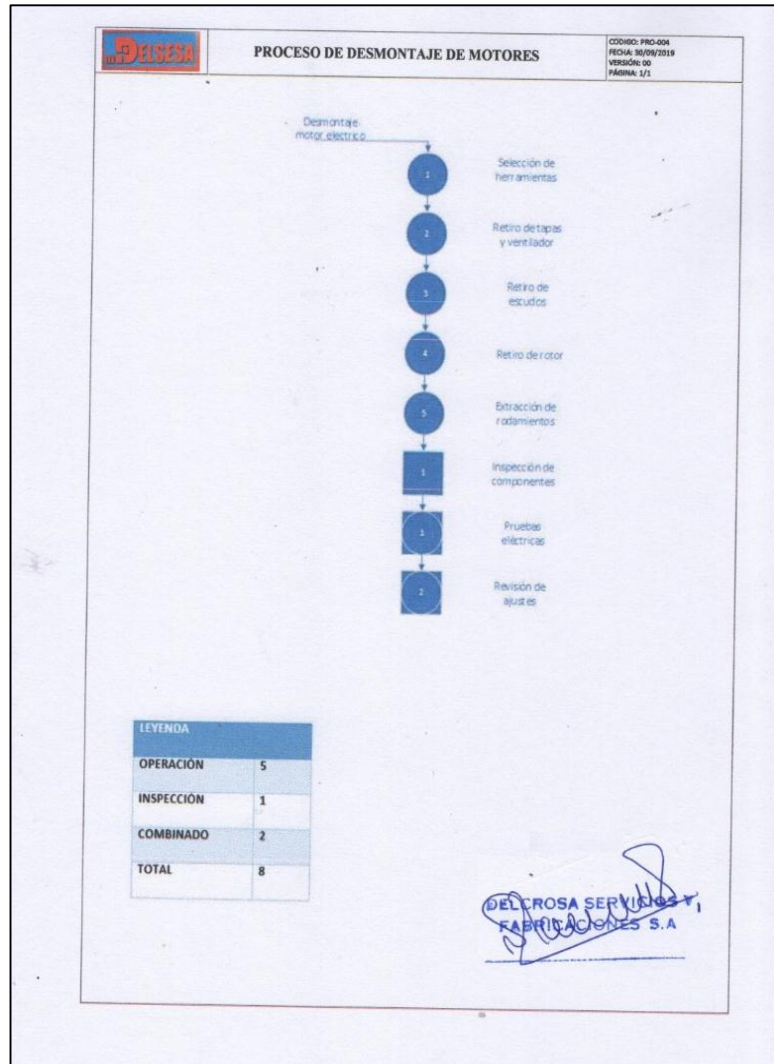 DELSESA
PROCESO DE DESMONTAJE DE MOTORES
CÓDIGO: PRO-004
FECHA: 30/09/2019
VERSIÓN: 00
PÁGINA: 1/1
Desmontaje
motor electrico
1
Selección de
herramientas
2
Retiro de tapas
y ventilador
3
Retiro de
escudos
4
Retiro de rotor
5
Extracción de
rodamientos
1
Inspección de
componentes
1
Pruebas
eléctricas
2
Revisión de
ajustes
LEYENDA
OPERACIÓN 5
INSPECCIÓN 1
COMBINADO 2
TOTAL 8
DELCROSA SERVICIOS Y,
FABRICACIONES S.A